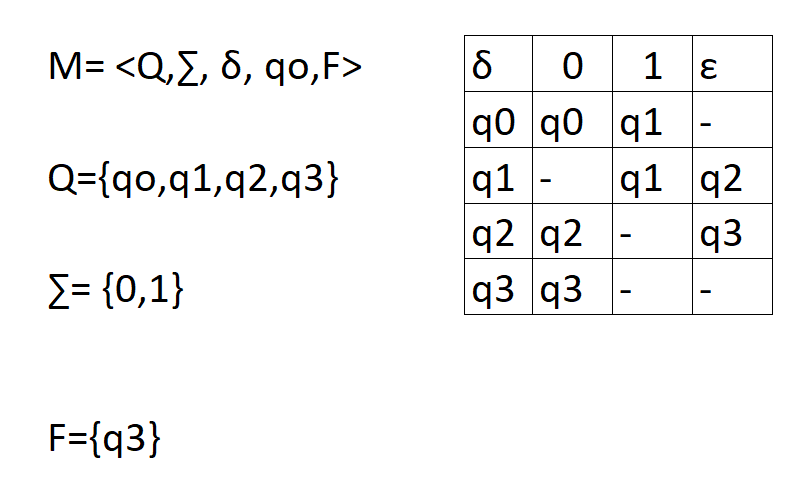 M= <Q,∑, δ, qo,F>
Q={qo,q1,q2,q3}
∑= {0,1}
F={q3}
δ 0 1 ε
q0 q0 q1 -
q1 - q1 q2
q2 q2 - q3
q3 q3 - -